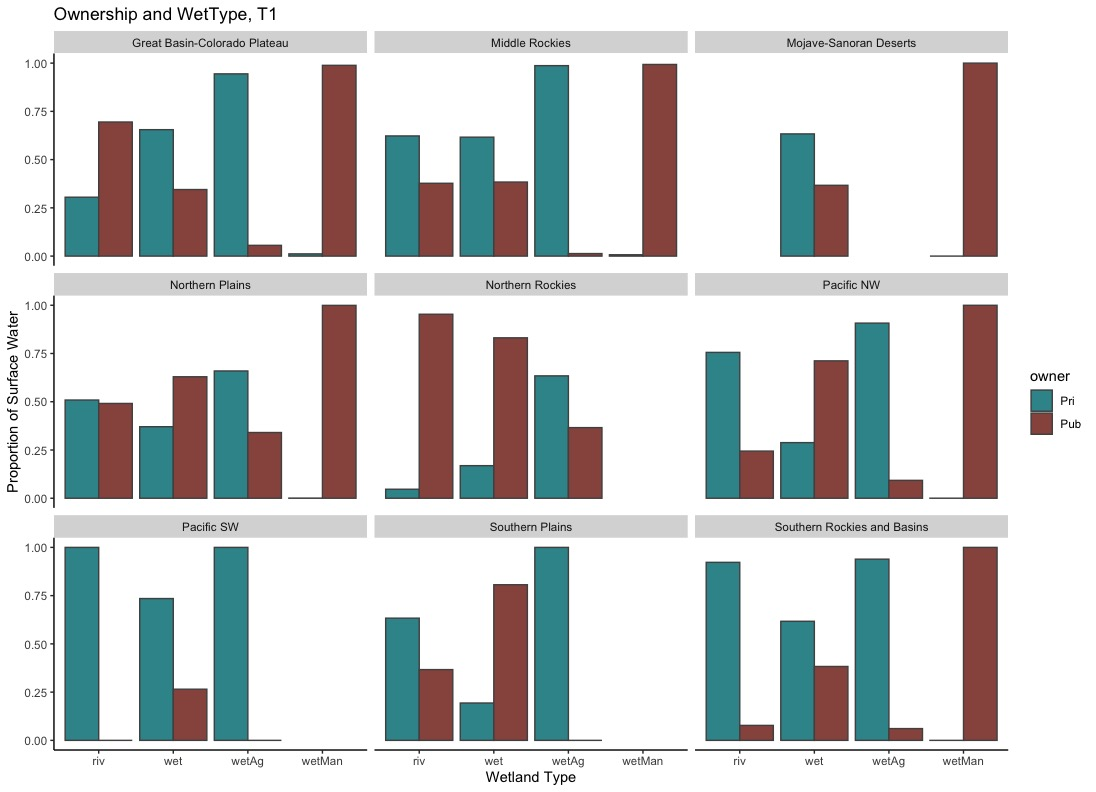 Ownership and WetType, T1
Great Basin-Colorado Plateau
Middle Rockies
Mojave-Sanoran Deserts
1.00
0.75
0.50
0.25
0.00
Northern Plains
Northern Rockies
Pacific NW
1.00
0.75
0.50
0.25
0.00
Pacific SW
Southern Plains
Southern Rockies and Basins
1.00
0.75
0.50
0.25
0.00
riv wet wetAg wetMan
riv wet wetAg wetMan
riv wet wetAg wetMan
Wetland Type
Proportion of Surface Water
owner
Pri
Pub